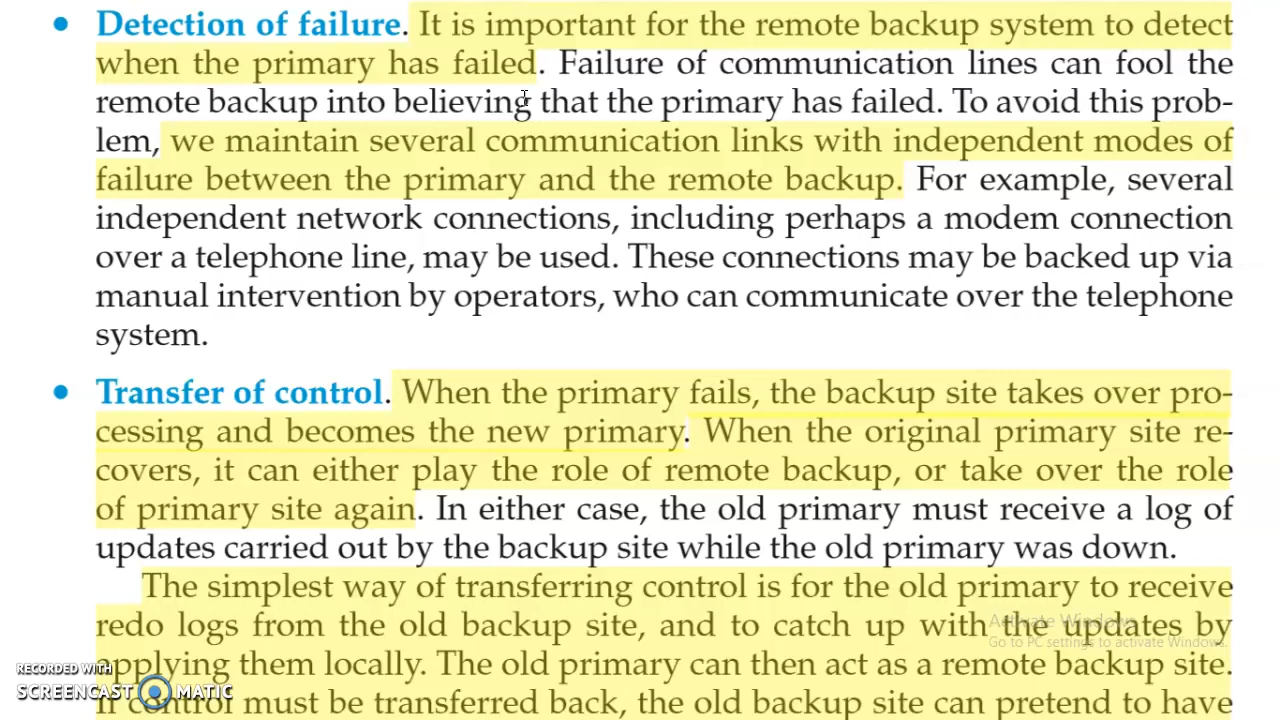 • Detection of failure. It is important for the remote backup system to detect
when the primary has failed. Failure of communication lines can fool the
remote backup into believing that the primary has failed. To avoid this prob-
lem, we maintain several communication links with independent modes of
failure between the primary and the remote backup. For example, several
independent network connections, including perhaps a modem connection
over a telephone line, may be used. These connections may be backed up via
manual intervention by operators, who can communicate over the telephone
system.
• Transfer of control. When the primary fails, the backup site takes over pro-
cessing and becomes the new primary. When the original primary site re-
covers, it can either play the role of remote backup, or take over the role
of primary site again. In either case, the old primary must receive a log of
updates carried out by the backup site while the old primary was down.
The simplest way of transferring control is for the old primary to receive
redo logs from the old backup site, and to catch up with the updates by
applying them locally. The old primary can then act as a remote backup site.
If control must be transferred back, the old backup site can pretend to have
Activate Windows
Go to PC settings to activate Windows.
RECORDED WITH
SCREENCAST MATIC